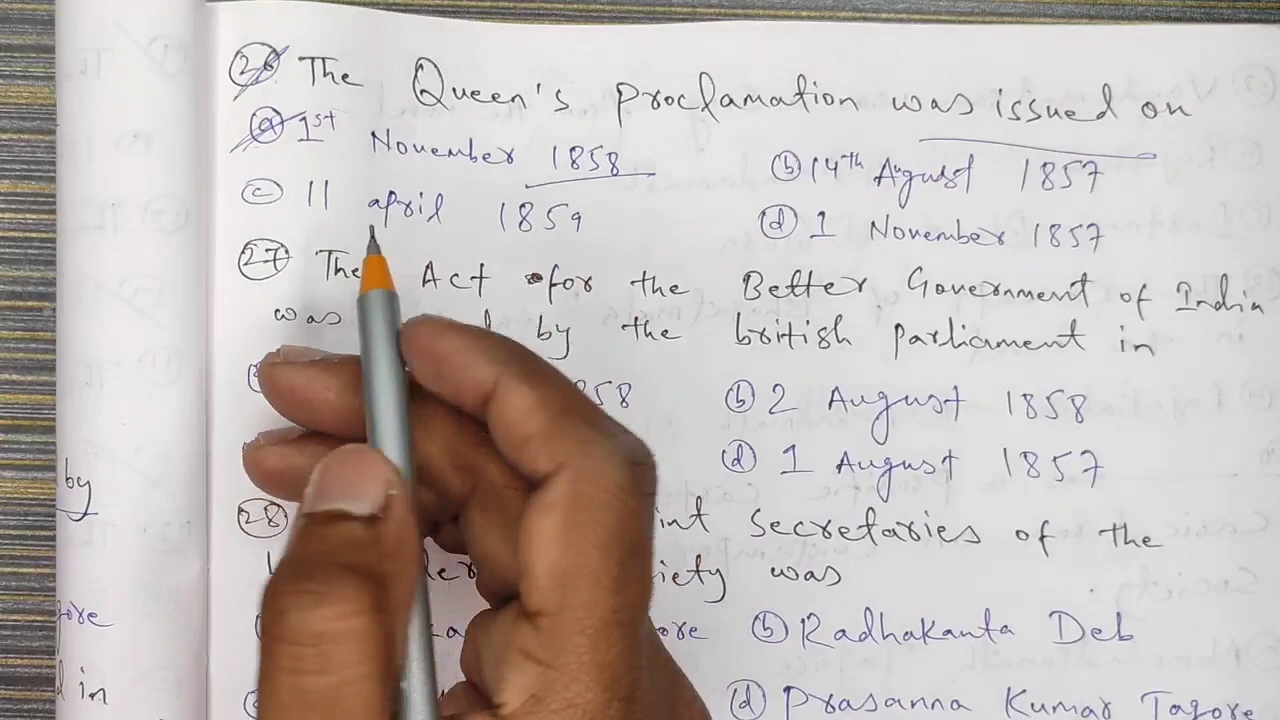 26 The Queen's proclamation was issued on
a 1st November 1858 b 14th August 1857
c 11 april 1859 d 1 November 1857
27 The Act for the Better Government of India
was by the british parliament in
58 b 2 August 1858
d 1 August 1857
28 Secretaries of the
was
b Radhakanta Deb
d Prasanna Kumar Tagore
by
in